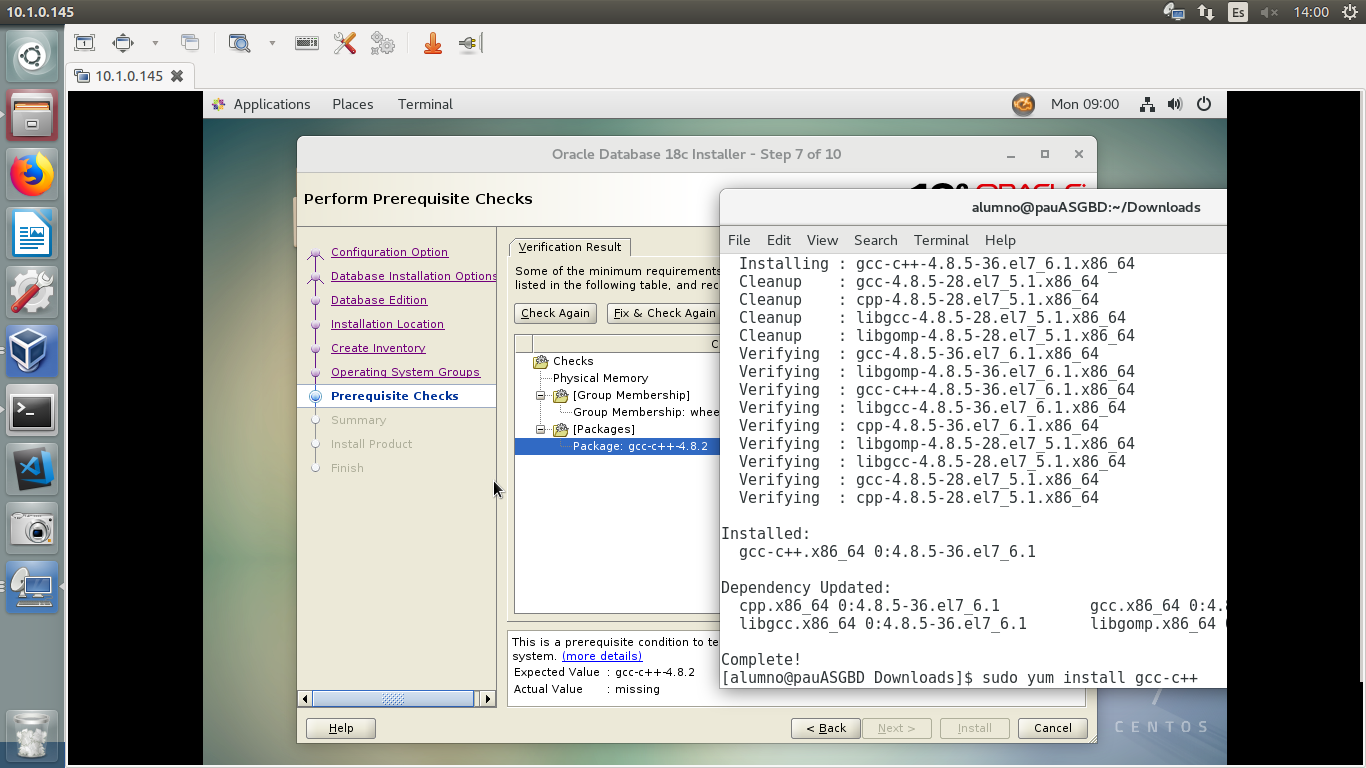 10.1.0.145
Es
14:00
10.1.0.145
Applications Places Terminal
Mon 09:00
Oracle Database 18c Installer - Step 7 of 10
Perform Prerequisite Checks
alumno@pauASGBD:~/Downloads
File Edit View Search Terminal Help
Configuration Option
Database Installation Options
Database Edition
Installation Location
Create Inventory
Operating System Groups
Prerequisite Checks
Summary
Install Product
Finish
Verification Result
Some of the minimum requirements
listed in the following table, and rec
Check Again
Fix & Check Again
C
Checks
Physical Memory
[Group Membership]
Group Membership: whee
[Packages]
Package: gcc-c++-4.8.2
This is a prerequisite condition to te
system. (more details)
Expected Value : gcc-c++-4.8.2
Actual Value : missing
Help
< Back
Next >
Install
Cancel
Installing : gcc-c++-4.8.5-36.el7_6.1.x86_64
Cleanup : gcc-4.8.5-28.el7_5.1.x86_64
Cleanup : cpp-4.8.5-28.el7_5.1.x86_64
Cleanup : libgcc-4.8.5-28.el7_5.1.x86_64
Cleanup : libgomp-4.8.5-28.el7_5.1.x86_64
Verifying : gcc-4.8.5-36.el7_6.1.x86_64
Verifying : libgomp-4.8.5-36.el7_6.1.x86_64
Verifying : gcc-c++-4.8.5-36.el7_6.1.x86_64
Verifying : libgcc-4.8.5-36.el7_6.1.x86_64
Verifying : cpp-4.8.5-36.el7_6.1.x86_64
Verifying : libgomp-4.8.5-28.el7_5.1.x86_64
Verifying : libgcc-4.8.5-28.el7_5.1.x86_64
Verifying : gcc-4.8.5-28.el7_5.1.x86_64
Verifying : cpp-4.8.5-28.el7_5.1.x86_64
Installed:
gcc-c++.x86_64 0:4.8.5-36.el7_6.1
Dependency Updated:
cpp.x86_64 0:4.8.5-36.el7_6.1 gcc.x86_64 0:4.8
libgcc.x86_64 0:4.8.5-36.el7_6.1 libgomp.x86_64
Complete!
[alumno@pauASGBD Downloads]$ sudo yum install gcc-c++
CENTOS